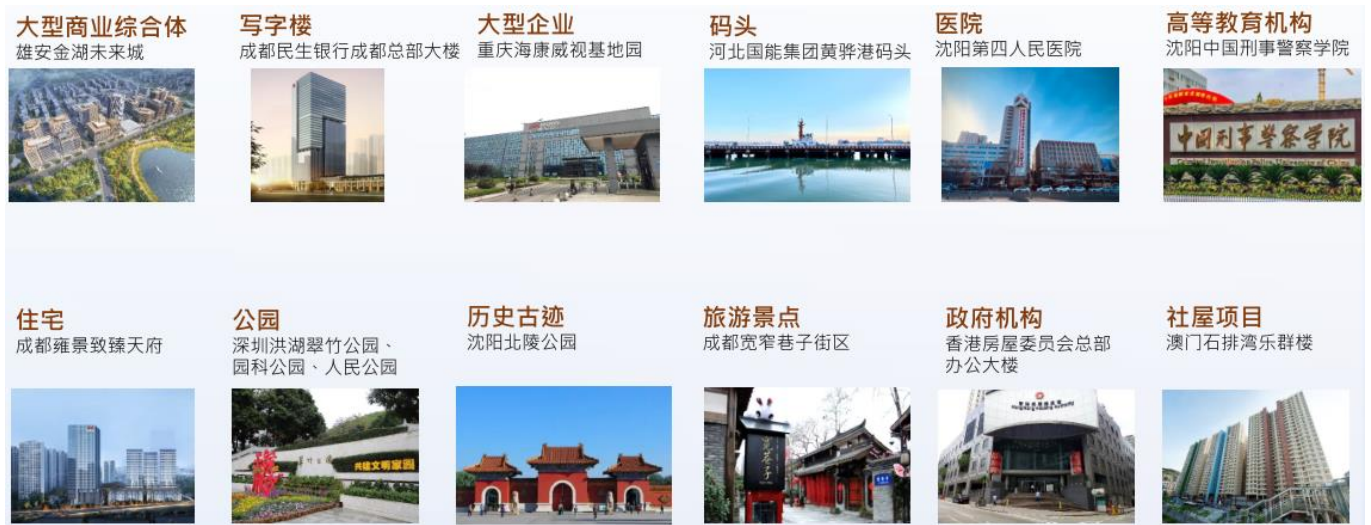 大型商业综合体
雄安金湖未来城
写字楼
成都民生银行成都总部大楼
大型企业
重庆海康威视基地园
码头
河北国能集团黄骅港码头
医院
沈阳第四人民医院
高等教育机构
沈阳中国刑事警察学院
中国刑事警察学院
住宅
成都雍景致臻天府
公园
深圳洪湖翠竹公园、
园科公园、人民公园
共建文明家园
历史古迹
沈阳北陵公园
旅游景点
成都宽窄巷子街区
政府机构
香港房屋委员会总部
办公大楼
社屋项目
澳门石排湾乐群楼